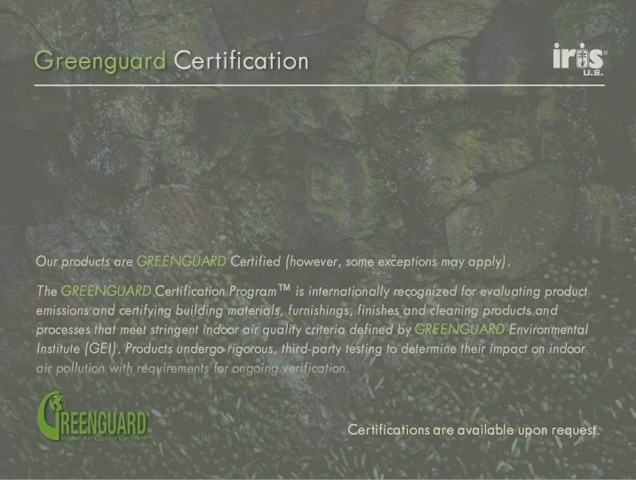 Greenguard Certification
iris
U.S.
Our products are GREENGUARD Certified (however, some exceptions may apply).
The GREENGUARD Certification Program™ is internationally recognized for evaluating product
emissions and certifying building materials, furnishings, finishes and cleaning products and
processes that meet stringent indoor air quality criteria defined by GREENGUARD Environmental
Institute (GEI). Products undergo rigorous, third-party testing to determine their impact on indoor
air pollution with requirements for ongoing verification.
GREENGUARD
Certifications are available upon request.